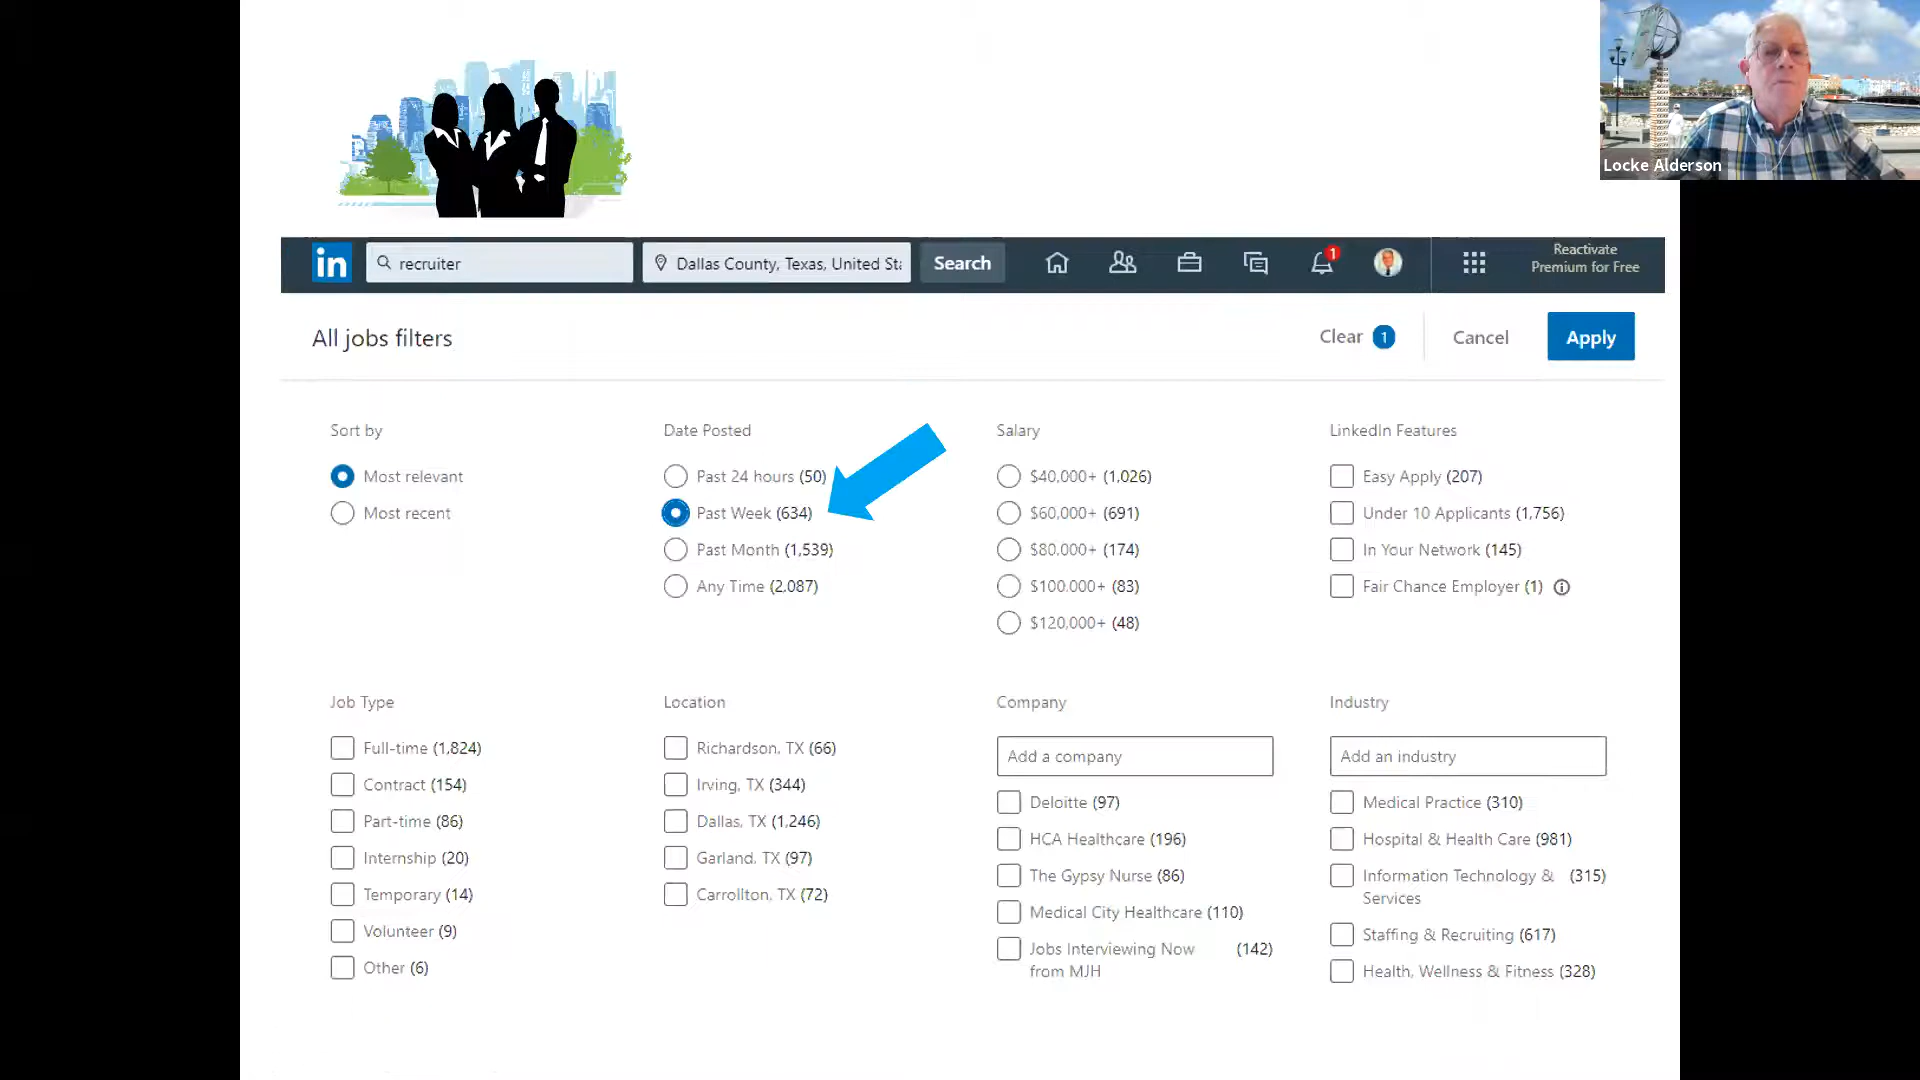 Locke Alderson
in
recruiter
Dallas County, Texas, United Sta
Search
1
Reactivate
Premium for Free
All jobs filters
Clear 1
Cancel
Apply
Sort by
Most relevant
Most recent
Date Posted
Past 24 hours (50)
Past Week (634)
Past Month (1,539)
Any Time (2,087)
Salary
$40,000+ (1,026)
$60,000+ (691)
$80,000+ (174)
$100,000+ (83)
$120,000+ (48)
LinkedIn Features
Easy Apply (207)
Under 10 Applicants (1,756)
In Your Network (145)
Fair Chance Employer (1)
Job Type
Full-time (1,824)
Contract (154)
Part-time (86)
Internship (20)
Temporary (14)
Volunteer (9)
Other (6)
Location
Richardson, TX (66)
Irving, TX (344)
Dallas, TX (1,246)
Garland, TX (97)
Carrollton, TX (72)
Company
Add a company
Deloitte (97)
HCA Healthcare (196)
The Gypsy Nurse (86)
Medical City Healthcare (110)
Jobs Interviewing Now (142)
from MJH
Industry
Add an industry
Medical Practice (310)
Hospital & Health Care (981)
Information Technology & (315)
Services
Staffing & Recruiting (617)
Health, Wellness & Fitness (328)